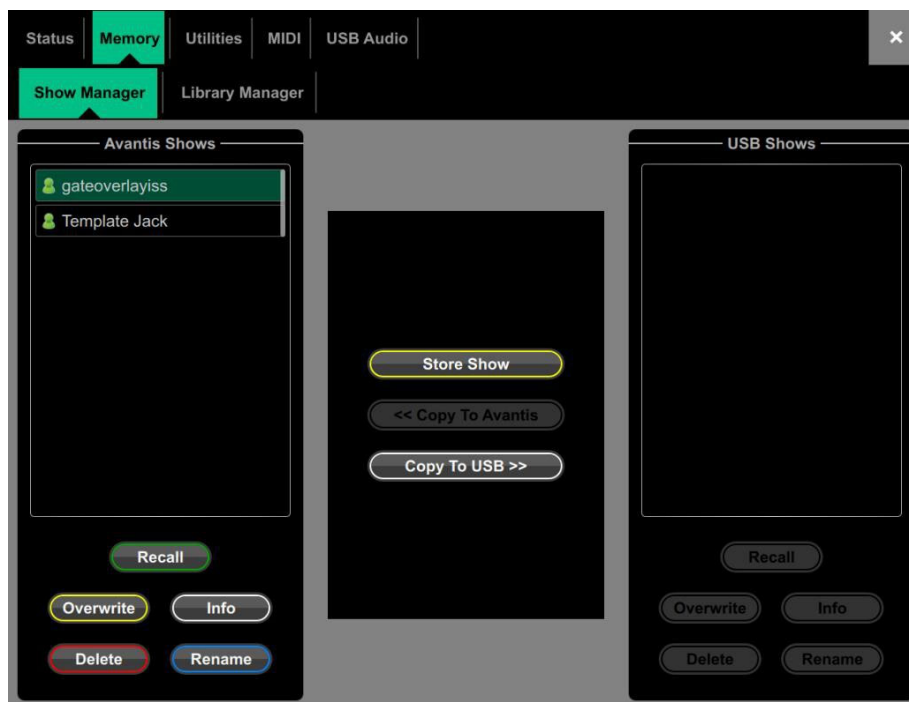 Status Memory Utilities MIDI USB Audio ×
Show Manager Library Manager
Avantis Shows
gateoverlayiss
Template Jack
Recall
Overwrite Info
Delete Rename
Store Show
<< Copy To Avantis
Copy To USB >>
USB Shows
Recall
Overwrite Info
Delete Rename